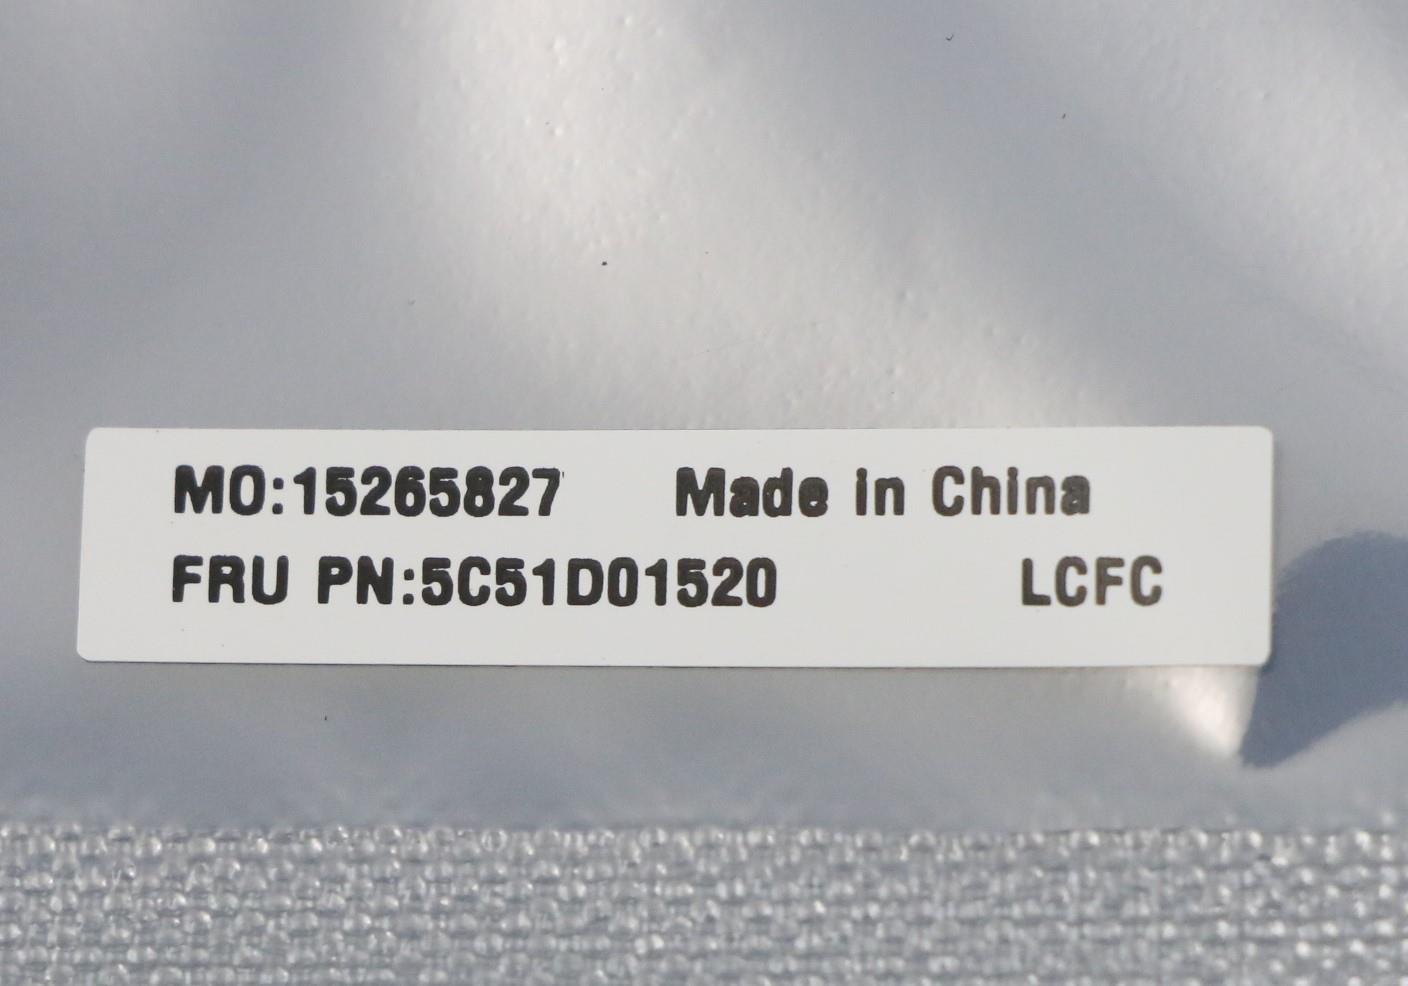 MO:15265827 Made in China
FRU PN:5C51D01520 LCFC